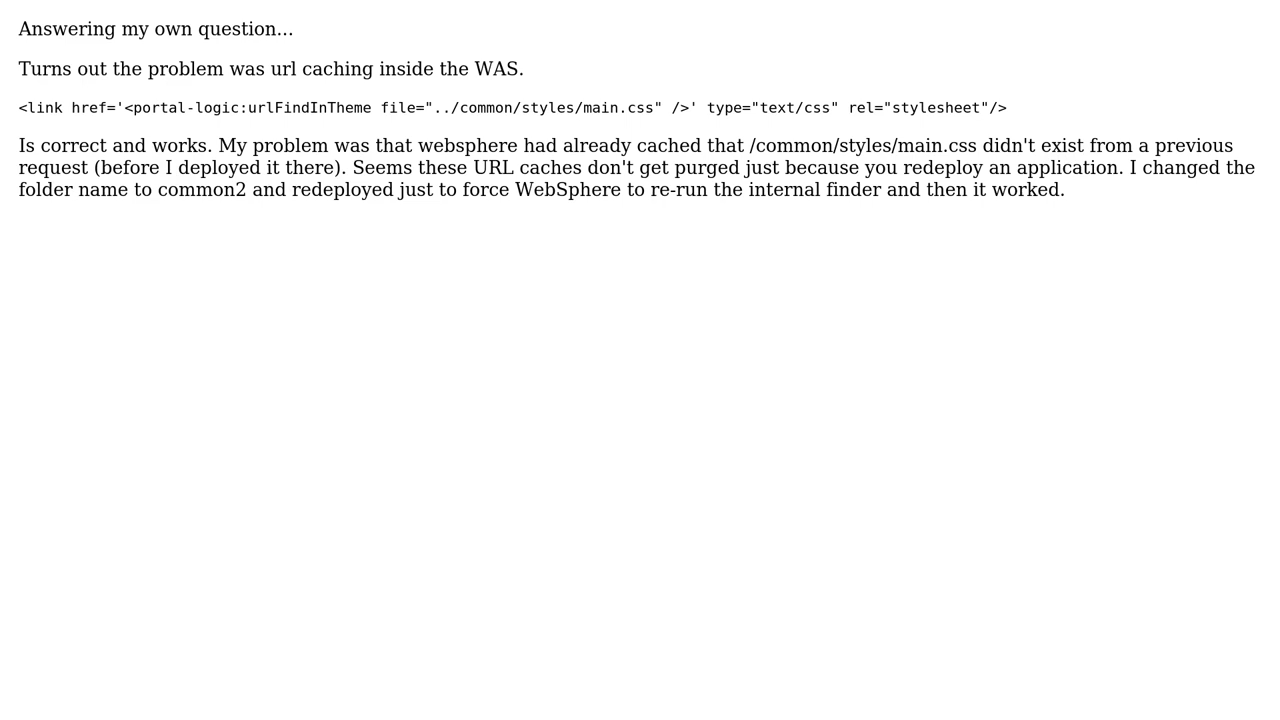 Answering my own question...
Turns out the problem was url caching inside the WAS.
<link href='<portal-logic:urlFindInTheme file="../common/styles/main.css" />' type="text/css" rel="stylesheet"/>
Is correct and works. My problem was that websphere had already cached that /common/styles/main.css didn't exist from a previous
request (before I deployed it there). Seems these URL caches don't get purged just because you redeploy an application. I changed the
folder name to common2 and redeployed just to force WebSphere to re-run the internal finder and then it worked.